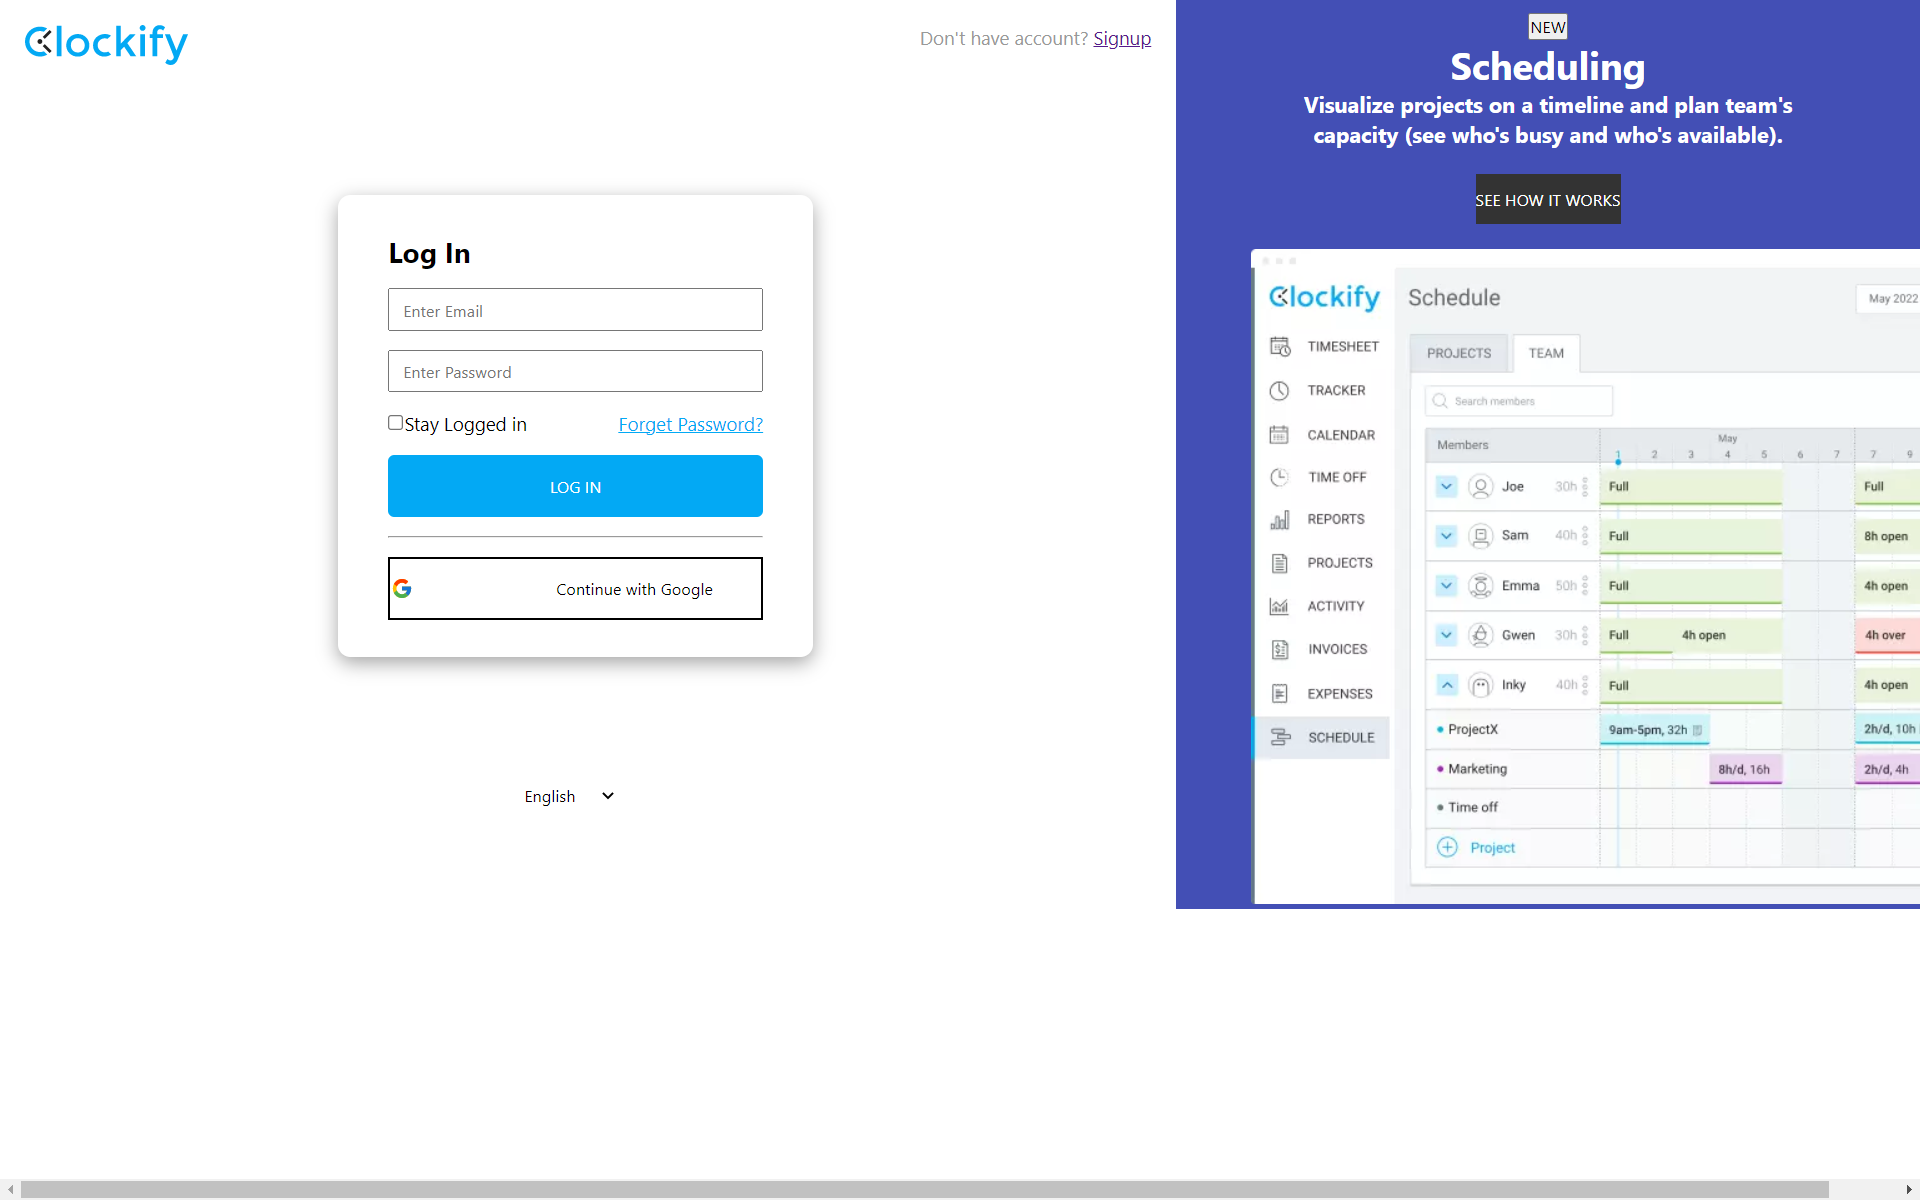 Clockify
Don't have account? Signup
Log In
Enter Email
Enter Password
Stay Logged in
Forget Password?
LOG IN
Continue with Google
English
NEW
Scheduling
Visualize projects on a timeline and plan team's
capacity (see who's busy and who's available).
SEE HOW IT WORKS
Clockify
TIMESHEET
TRACKER
CALENDAR
TIME OFF
REPORTS
PROJECTS
ACTIVITY
INVOICES
EXPENSES
SCHEDULE
Schedule
May 2022
PROJECTS TEAM
Search members
Members
May
1 2 3 4 5 6 7 7 9
Joe 30h Full Full
Sam 40h Full 8h open
Emma 50h Full 4h open
Gwen 30h Full 4h open 4h over
Inky 40h Full 4h open
ProjectX 9am-5pm, 32h 2h/d, 10h
Marketing 8h/d, 16h 2h/d, 4h
Time off
Project